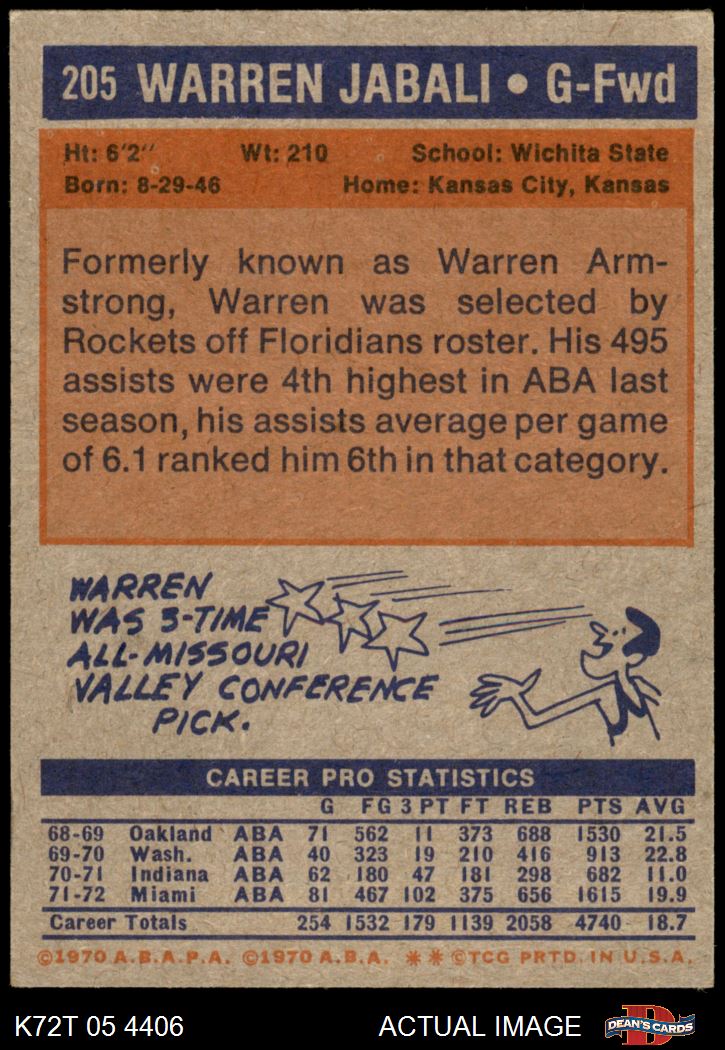 205 WARREN JABALI • G-Fwd
Ht: 6'2" Wt: 210 School: Wichita State
Born: 8-29-46 Home: Kansas City, Kansas
Formerly known as Warren Arm-
strong, Warren was selected by
Rockets off Floridians roster. His 495
assists were 4th highest in ABA last
season, his assists average per game
of 6.1 ranked him 6th in that category.
WARREN
WAS 3-TIME
ALL-MISSOURI
VALLEY CONFERENCE
PICK.
CAREER PRO STATISTICS
G FG 3 PT FT REB PTS AVG
68-69 Oakland ABA 71 562 11 373 688 1530 21.5
69-70 Wash. ABA 40 323 19 210 416 913 22.8
70-71 Indiana ABA 62 180 47 181 298 682 11.0
71-72 Miami ABA 81 467 102 375 656 1615 19.9
Career Totals 254 1532 179 1139 2058 4740 18.7
©1970 A.B.A.P.A. ©1970 A.B.A. ** ©TCG PRTD. IN U.S.A.
K72T 05 4406 ACTUAL IMAGE D DEAN'S CARDS